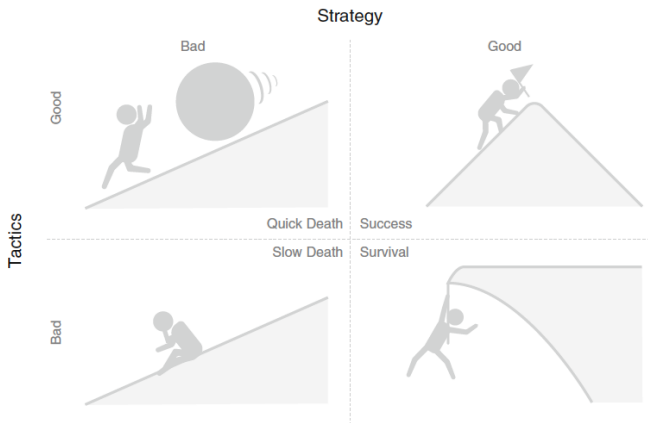 Strategy
Bad
Good
Good
Quick Death
Success
Tactics
Slow Death
Survival
Bad